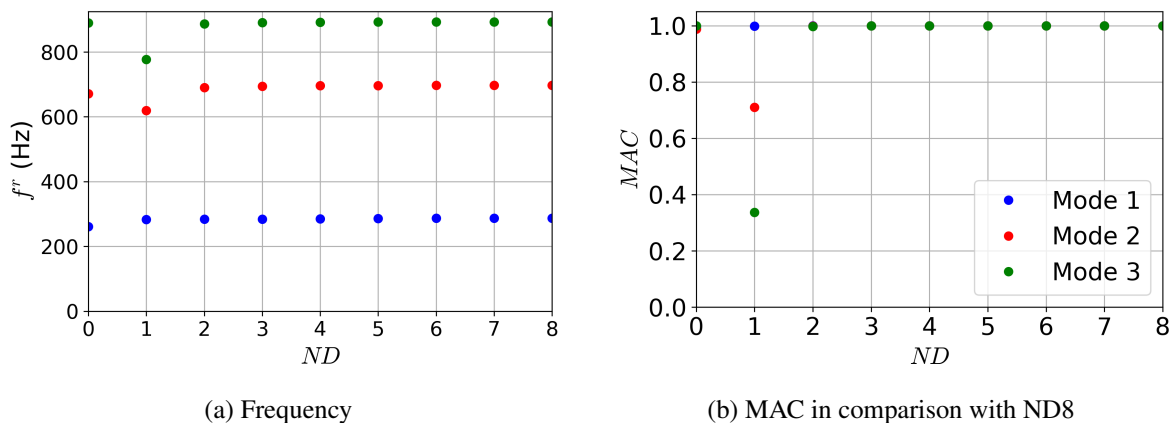 800
600
400
200
0
f^r (Hz)
0 1 2 3 4 5 6 7 8
ND
(a) Frequency
1.0
0.8
0.6
0.4
0.2
0.0
MAC
Mode 1
Mode 2
Mode 3
0 1 2 3 4 5 6 7 8
ND
(b) MAC in comparison with ND8